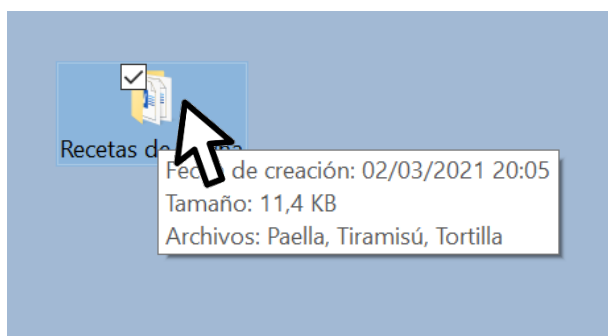 Recetas de
de creación: 02/03/2021 20:05
Tamaño: 11,4 KB
Archivos: Paella, Tiramisú, Tortilla